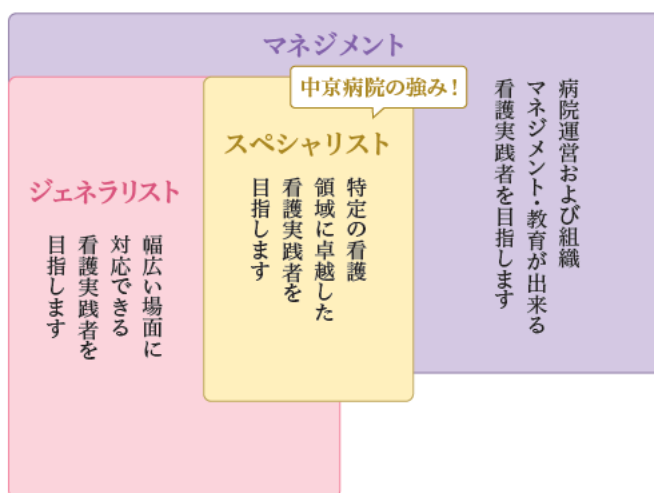 マネジメント
中京病院の強み！
スペシャリスト
ジェネラリスト
病院運営および組織
マネジメント・教育が出来る
看護実践者を目指します
特定の看護
領域に卓越した
看護実践者を
目指します
幅広い場面に
対応できる
看護実践者を
目指します